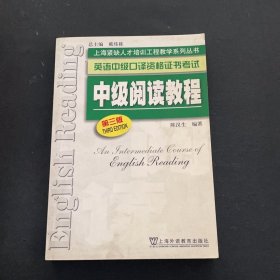 总主编 戴炜栋
上海紧缺人才培训工程教学系列丛书
英语中级口译资格证书考试
中级阅读教程
第三版
THIRD EDITION
陈汉生 编著
An Intermediate Course of
English Reading
English Reading
上海外语教育出版社